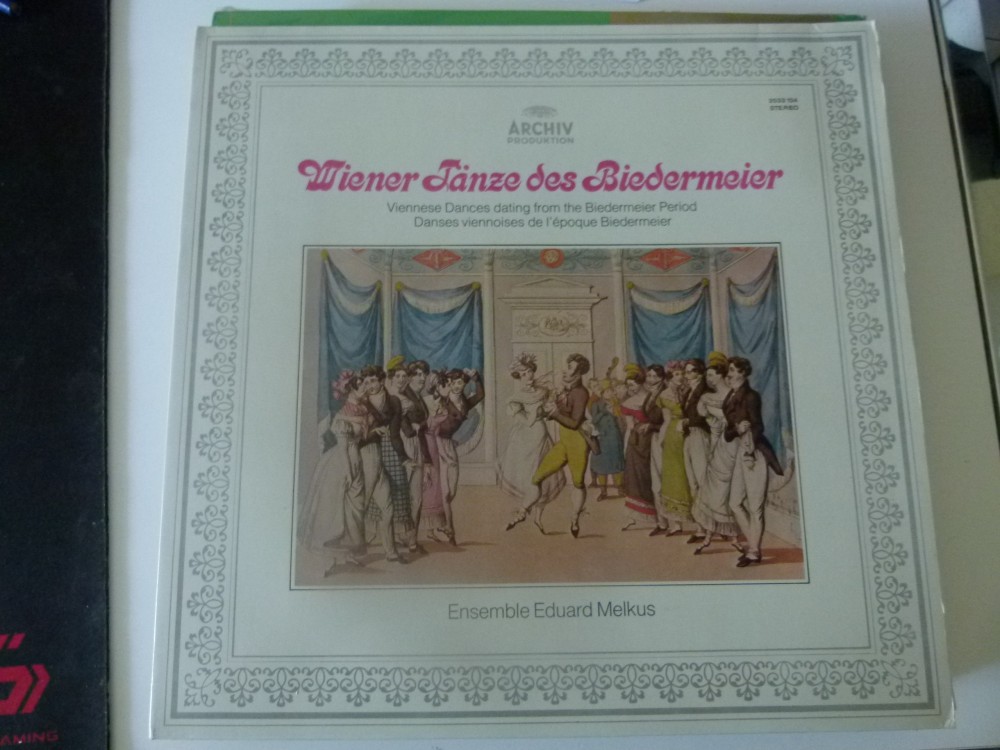 STEREO
ARCHIV
PRODUKTION
Wiener Tänze des Biedermeier
Viennese Dances dating from the Biedermeier Period
Danses viennoises de l'époque Biedermeier
Ensemble Eduard Melkus
AMING